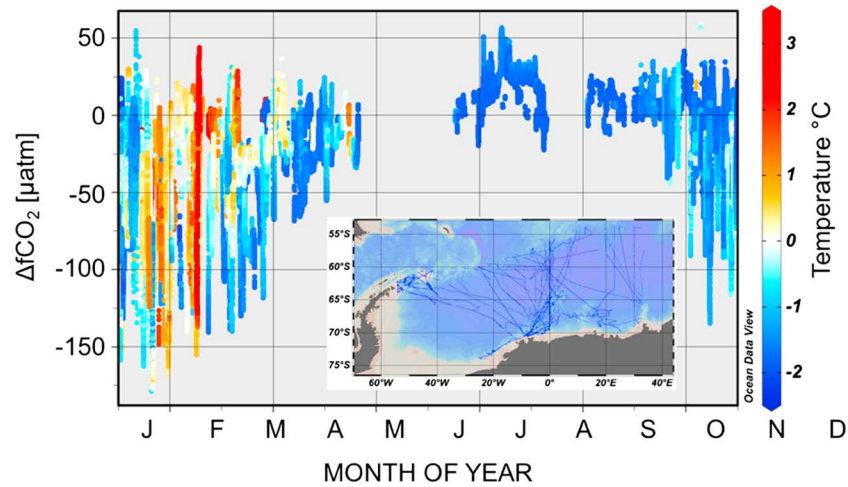 50
0
-50
-100
-150
ΔfCO2 [µatm]
J F M A M J J A S O N D
MONTH OF YEAR
55°S
60°S
65°S
70°S
75°S
60°W 40°W 20°W 0° 20°E 40°E
Ocean Data View
3
2
1
0
-1
-2
Temperature °C